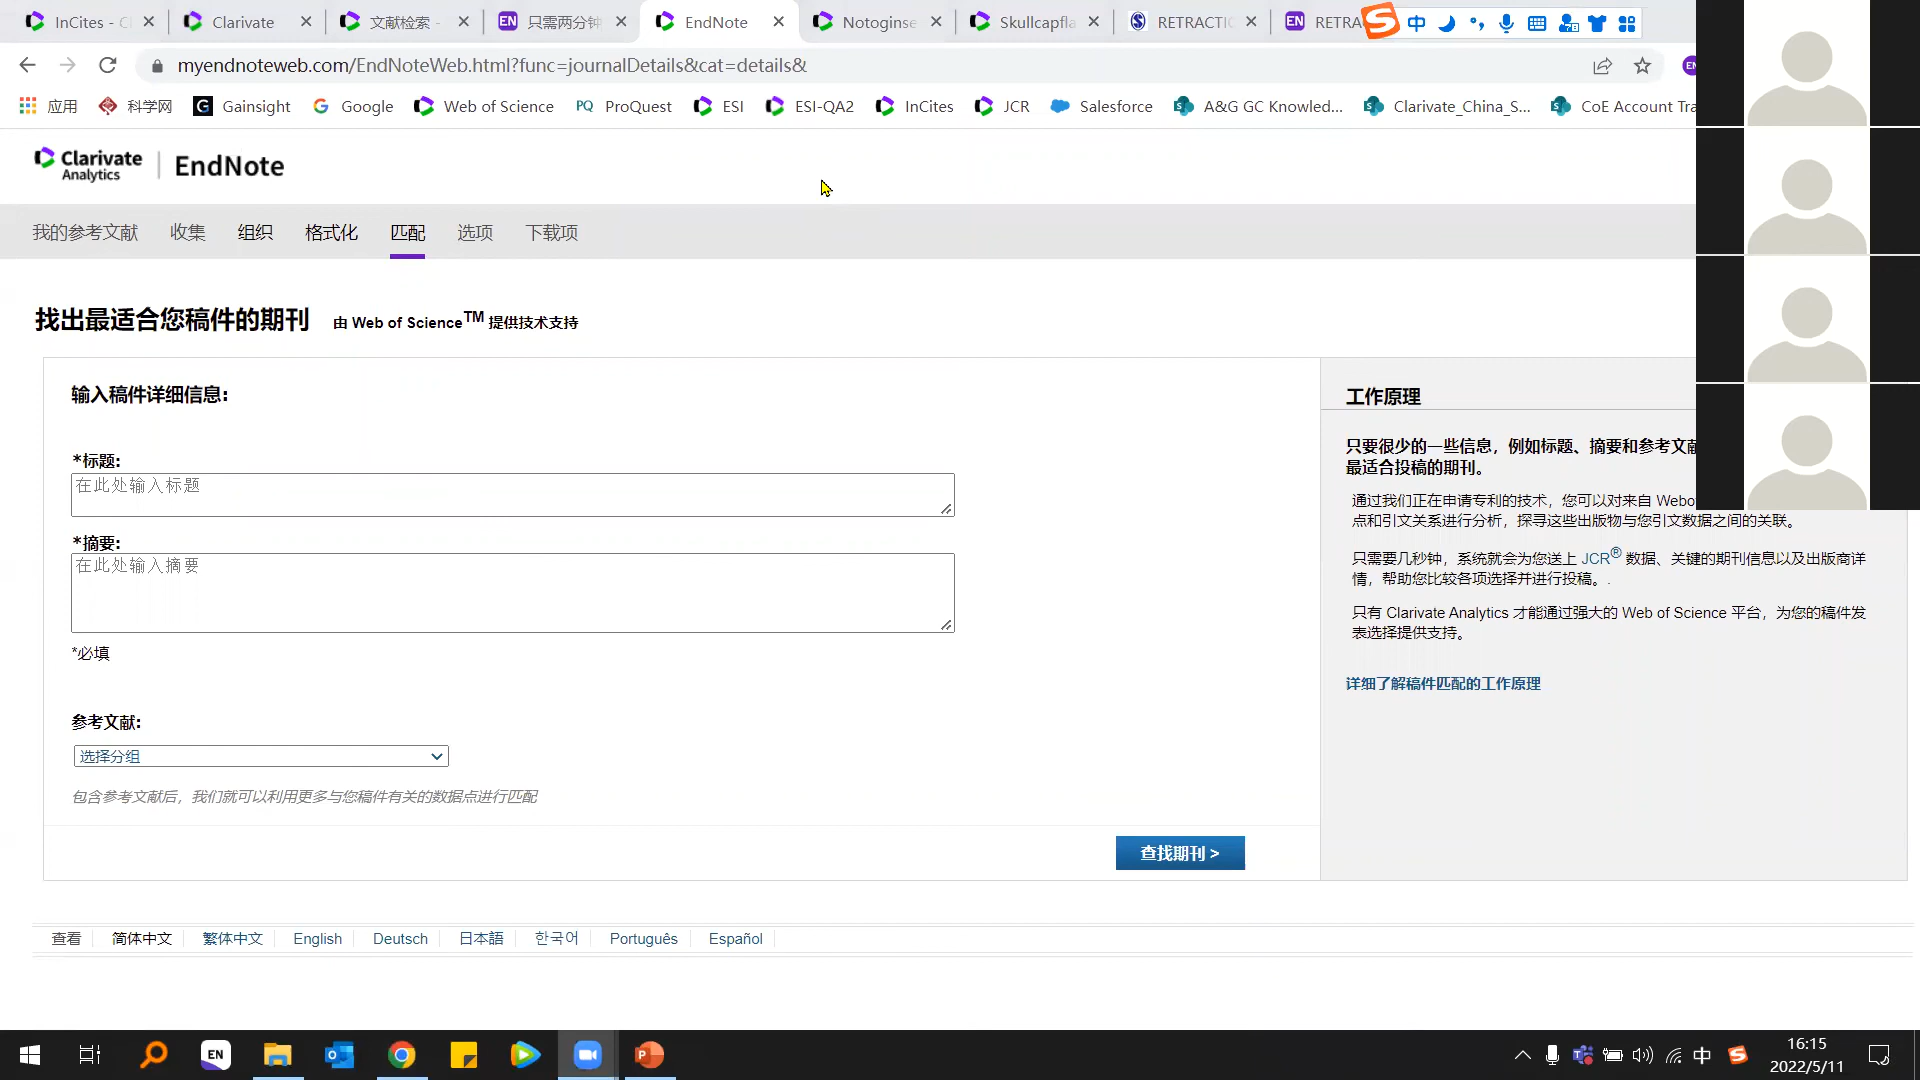 InCites - C
Clarivate
文献检索 -
只需两分钟
EndNote
Notoginse
Skullcapfla
RETRACTIC
RETRA
中
myendnoteweb.com/EndNoteWeb.html?func=journalDetails&cat=details&
应用
科学网
Gainsight
Google
Web of Science
PQ ProQuest
ESI
ESI-QA2
InCites
JCR
Salesforce
A&G GC Knowled...
Clarivate_China_S...
CoE Account Tra
Clarivate Analytics | EndNote
我的参考文献 收集 组织 格式化 匹配 选项 下载项
找出最适合您稿件的期刊 由 Web of Science™ 提供技术支持
输入稿件详细信息:
*标题:
在此处输入标题
*摘要:
在此处输入摘要
*必填
参考文献:
选择分组
包含参考文献后，我们就可以利用更多与您稿件有关的数据点进行匹配
查找期刊 >
工作原理
只要很少的一些信息，例如标题、摘要和参考文献
最适合投稿的期刊。
通过我们正在申请专利的技术，您可以对来自 Webo
点和引文关系进行分析，探寻这些出版物与您引文数据之间的关联。
只需要几秒钟，系统就会为您送上 JCR® 数据、关键的期刊信息以及出版商详
情，帮助您比较各项选择并进行投稿。.
只有 Clarivate Analytics 才能通过强大的 Web of Science 平台，为您的稿件发
表选择提供支持。
详细了解稿件匹配的工作原理
查看 简体中文 繁体中文 English Deutsch 日本語 한국어 Português Español
EN
中
16:15
2022/5/11